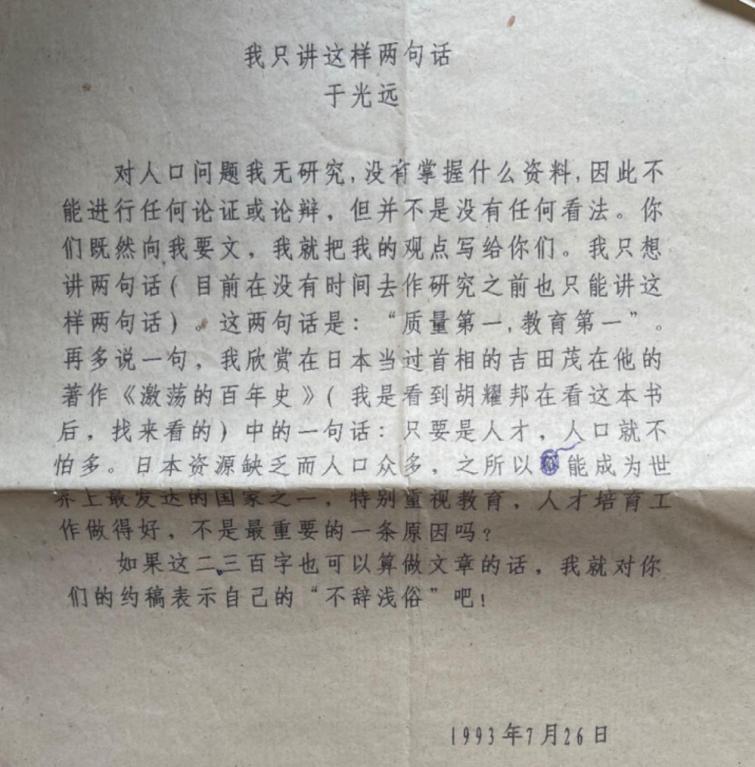 我只讲这样两句话
于光远
对人口问题我无研究，没有掌握什么资料，因此不
能进行任何论证或论辩，但并不是没有任何看法。你
们既然向我要文，我就把我的观点写给你们。我只想
讲两句话（目前在没有时间去作研究之前也只能讲这
样两句话）。这两句话是：“质量第一，教育第一”。
再多说一句，我欣赏在日本当过首相的吉田茂在他的
著作《激荡的百年史》（我是看到胡耀邦在看这本书
后，找来看的）中的一句话：只要是人才，人口就不
怕多。日本资源缺乏而人口众多，之所以能成为世
界上最发达的国家之一，特别重视教育，人才培育工
作做得好，不是最重要的一条原因吗？
如果这二、三百字也可以算做文章的话，我就对你
们的约稿表示自己的“不辞浅俗”吧！
1993年7月26日